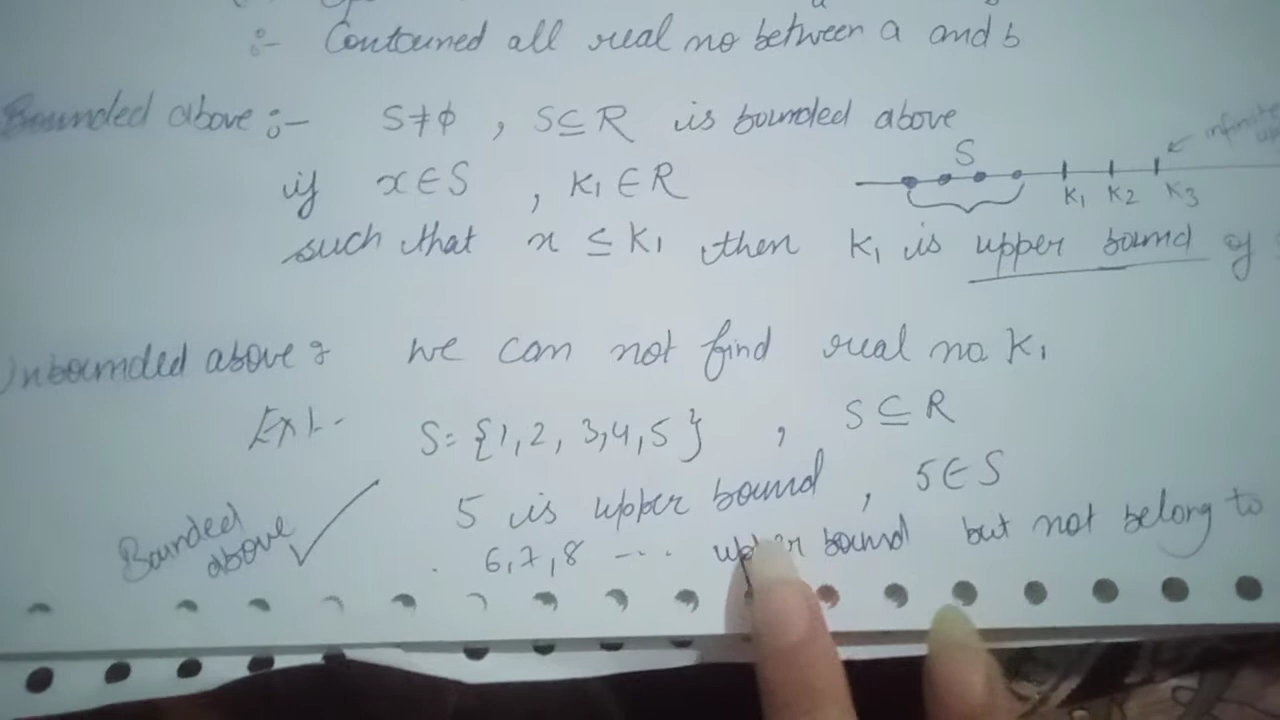 :- Contained all real no between a and b
Bounded above :- S ≠ ϕ , S ⊆ R is bounded above
if x ∈ S , K₁ ∈ R
infinite
S
K₁ K₂ K₃
such that x ≤ K₁ then K₁ is upper bound of
Unbounded above : we can not find real no K₁
Ex:- S = {1, 2, 3, 4, 5} , S ⊆ R
5 is upper bound , 5 ∈ S
Bounded above ✓
6, 7, 8 --- upper bound but not belong to